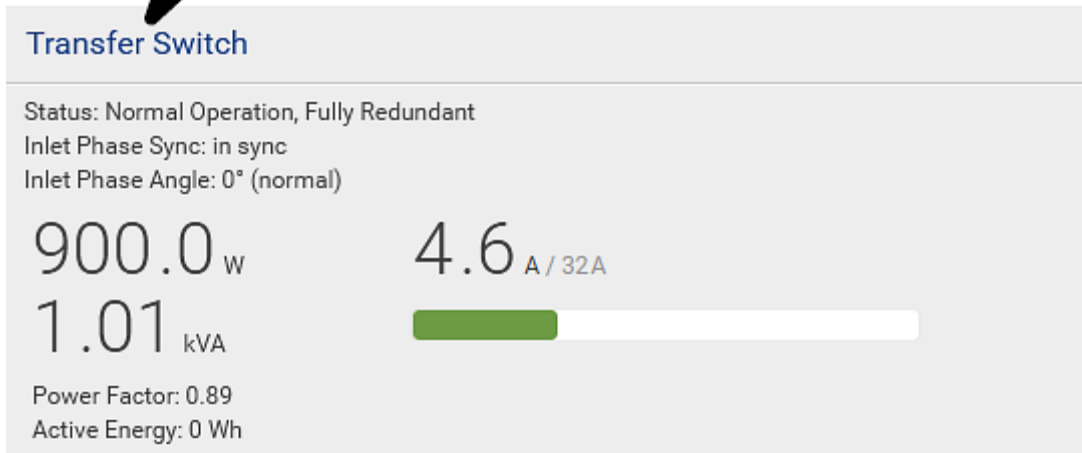 Transfer Switch
Status: Normal Operation, Fully Redundant
Inlet Phase Sync: in sync
Inlet Phase Angle: 0° (normal)
900.0 W
4.6 A / 32A
1.01 kVA
Power Factor: 0.89
Active Energy: 0 Wh